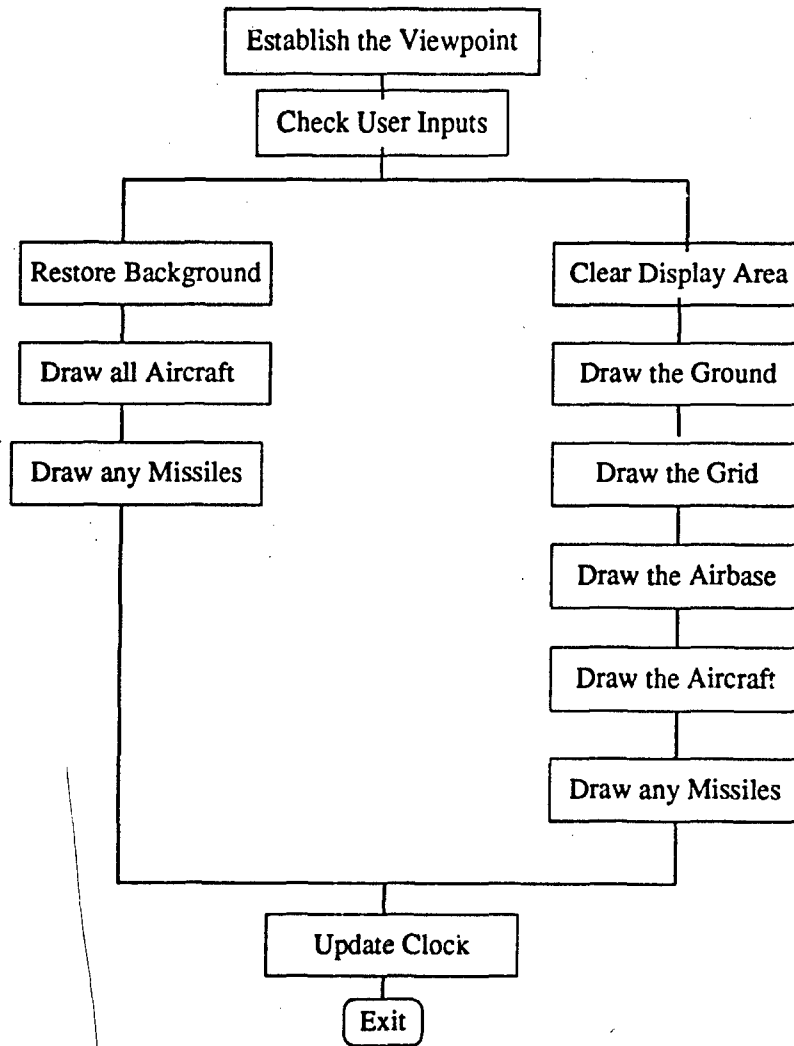 Establish the Viewpoint
Check User Inputs
Restore Background
Draw all Aircraft
Draw any Missiles
Clear Display Area
Draw the Ground
Draw the Grid
Draw the Airbase
Draw the Aircraft
Draw any Missiles
Update Clock
Exit